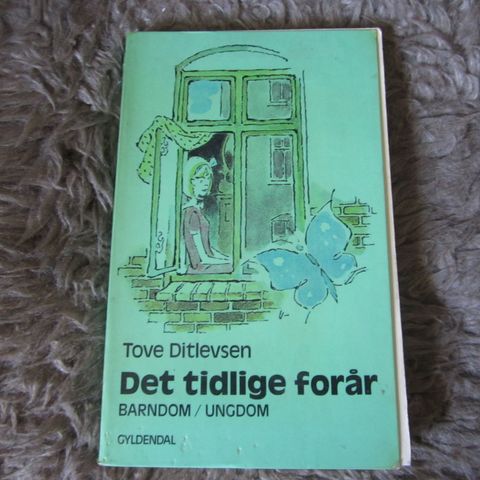 Tove Ditlevsen
Det tidlige forår
BARNDOM / UNGDOM
GYLDENDAL